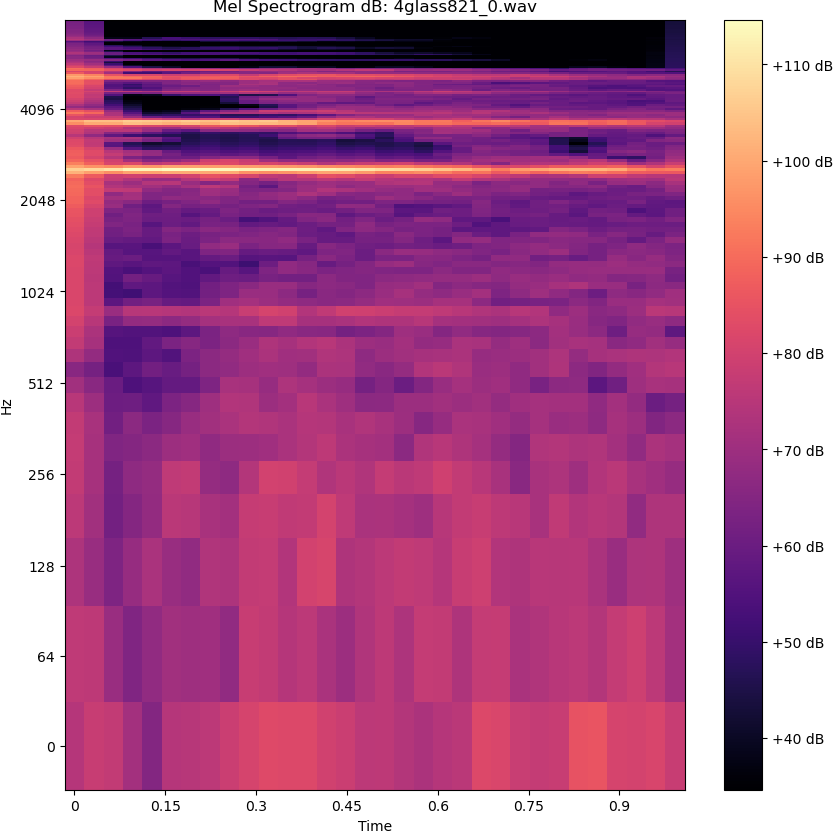 Mel Spectrogram dB: 4glass821_0.wav
4096
2048
1024
512
256
128
64
0
Hz
0 0.15 0.3 0.45 0.6 0.75 0.9
Time
+110 dB
+100 dB
+90 dB
+80 dB
+70 dB
+60 dB
+50 dB
+40 dB